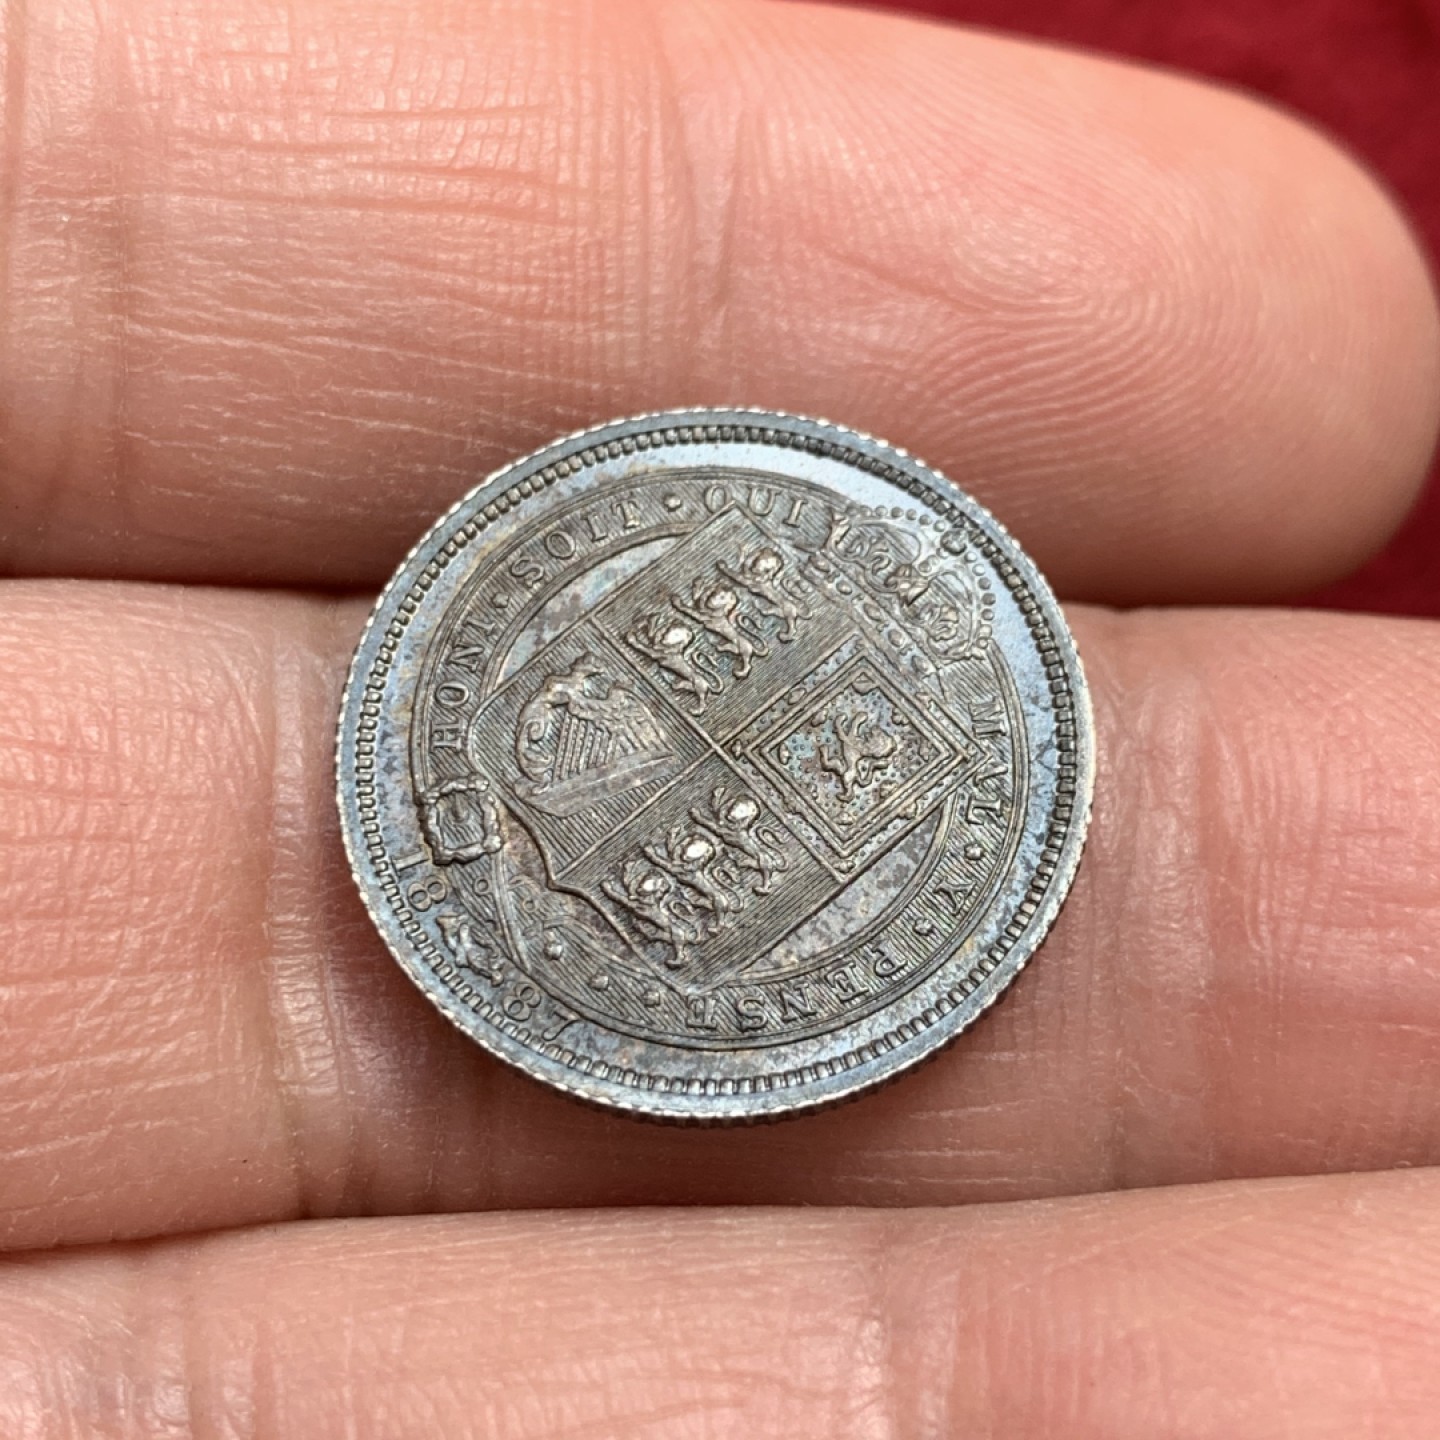 HONI · SOIT · QUI MAL · Y · PENSE
1887